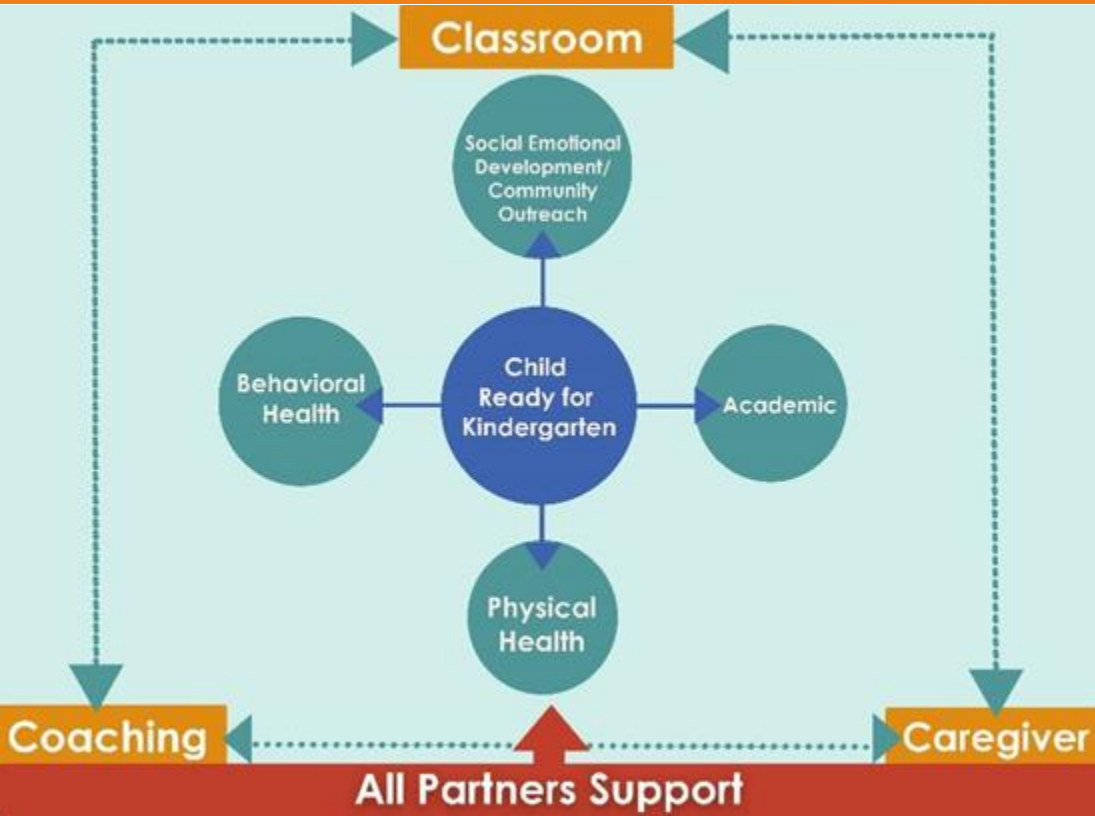 Classroom
Social Emotional
Development/
Community
Outreach
Behavioral
Health
Child
Ready for
Kindergarten
Academic
Physical
Health
Coaching
Caregiver
All Partners Support